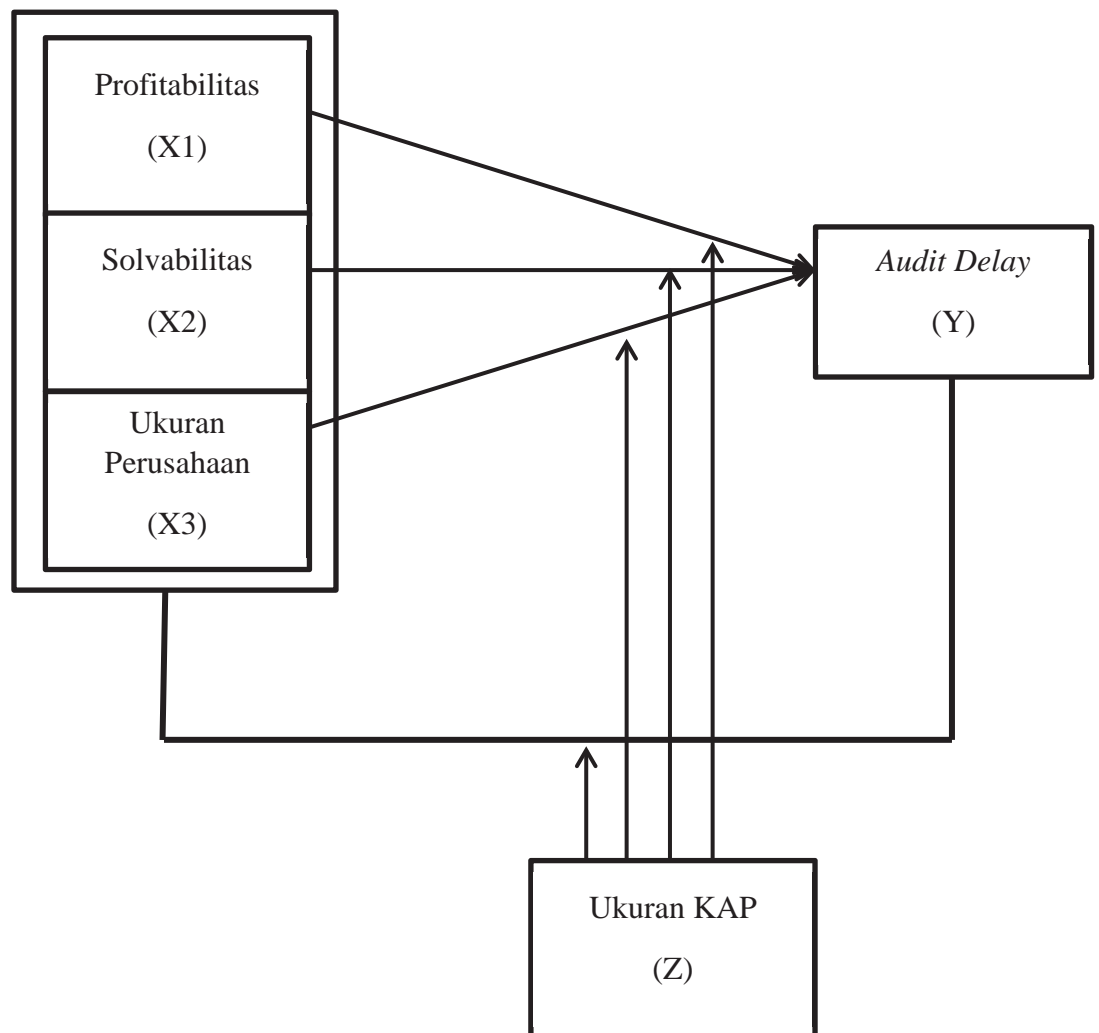 Profitabilitas
(X1)
Solvabilitas
(X2)
Ukuran
Perusahaan
(X3)
Audit Delay
(Y)
Ukuran KAP
(Z)